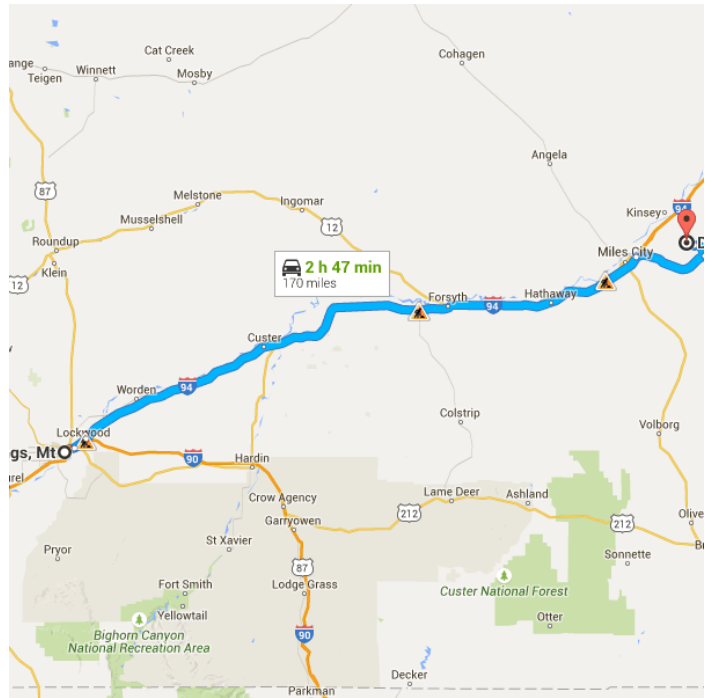 Cat Creek
Cohagen
ange
Winnett
Teigen
Mosby
Angela
87
Melstone
94
Ingomar
Kinsey
Musselshell
12
D
Roundup
Miles City
Klein
2 h 47 min
170 miles
12
Forsyth
Hathaway
94
Custer
Worden
94
Colstrip
Volborg
Lockwood
gs, Mt
Hardin
90
urel
Lame Deer
Ashland
Crow Agency
212
Olive
Garryowen
212
St Xavier
Br
Pryor
Sonnette
87
Fort Smith
Lodge Grass
Custer National Forest
Yellowtail
Otter
Bighorn Canyon
National Recreation Area
90
Decker
Parkman